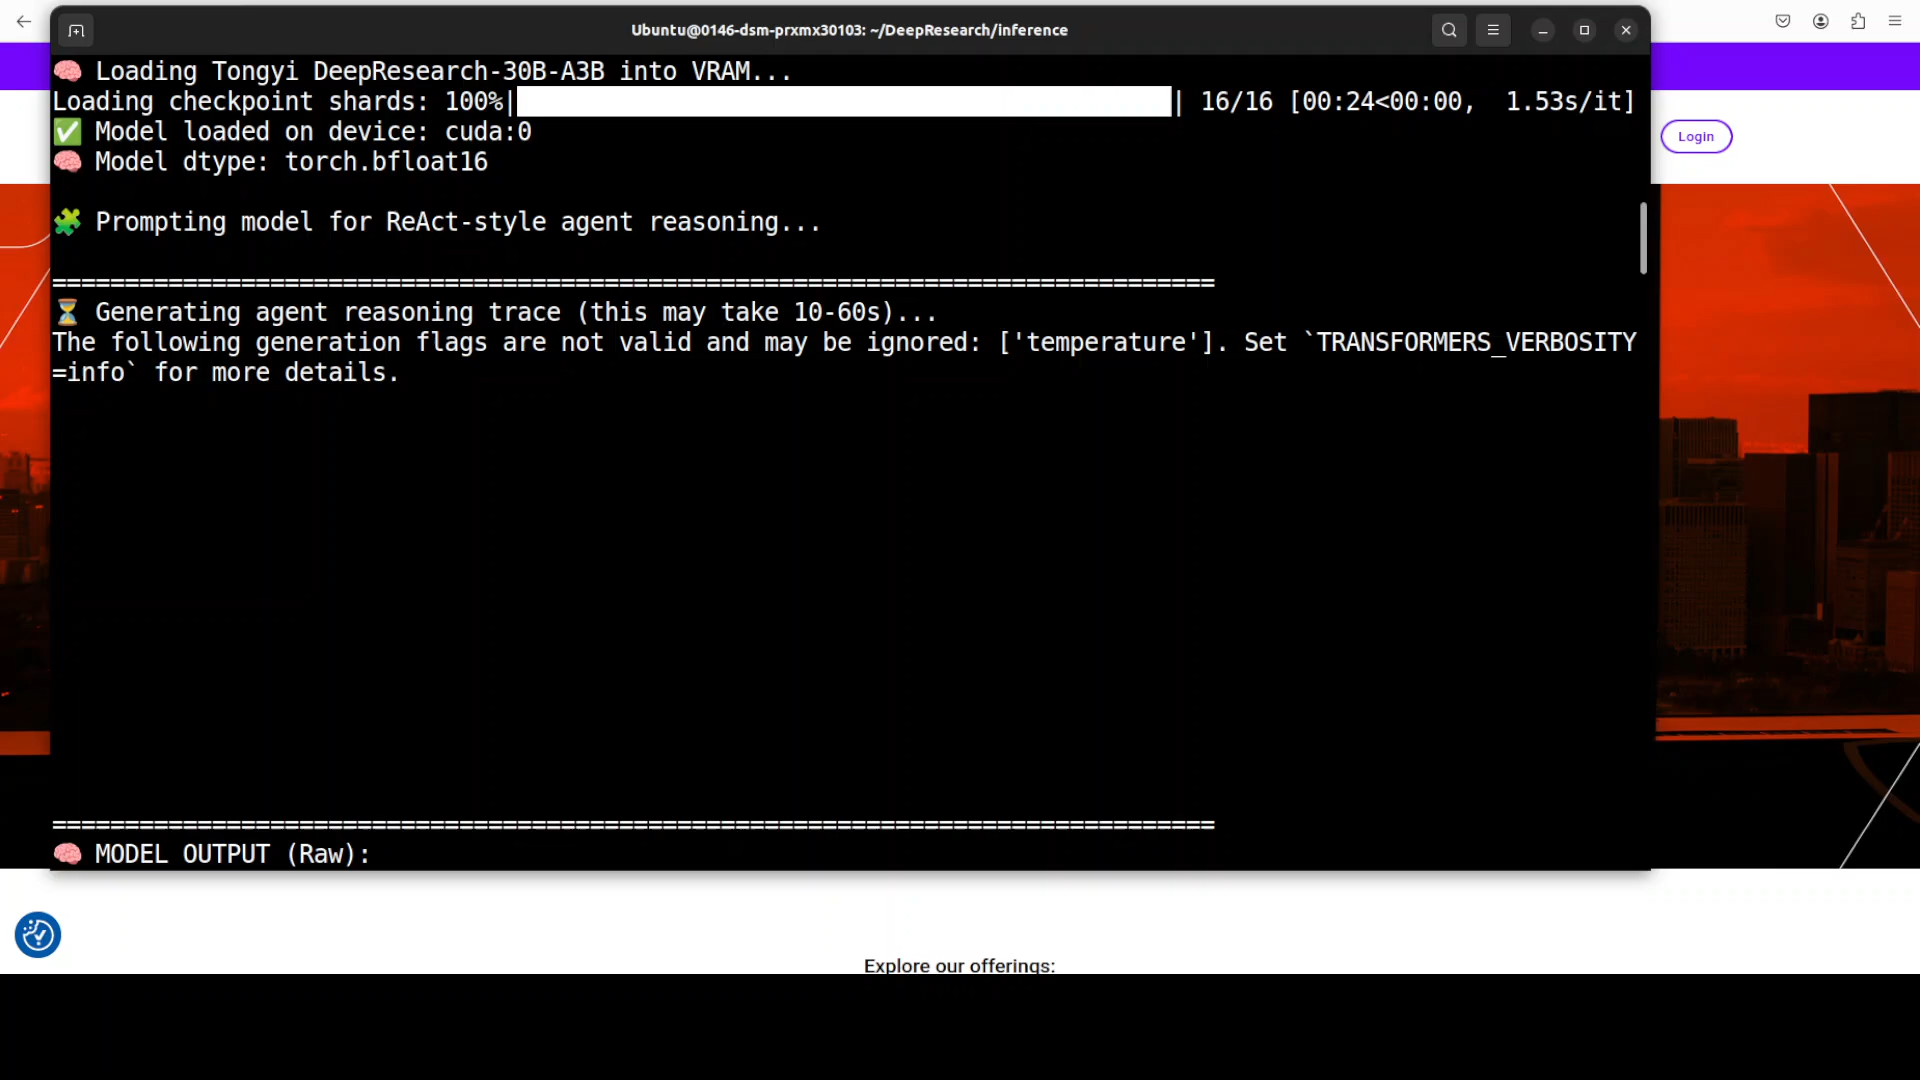 Ubuntu@0146-dsm-prxmx30103: ~/DeepResearch/inference
🧠 Loading Tongyi DeepResearch-30B-A3B into VRAM...
Loading checkpoint shards: 100%| | 16/16 [00:24<00:00, 1.53s/it]
✅ Model loaded on device: cuda:0
🧠 Model dtype: torch.bfloat16
🧩 Prompting model for ReAct-style agent reasoning...
================================================================================
⏳ Generating agent reasoning trace (this may take 10-60s)...
The following generation flags are not valid and may be ignored: ['temperature']. Set `TRANSFORMERS_VERBOSITY
=info` for more details.
================================================================================
🧠 MODEL OUTPUT (Raw):
Login
Explore our offerings: